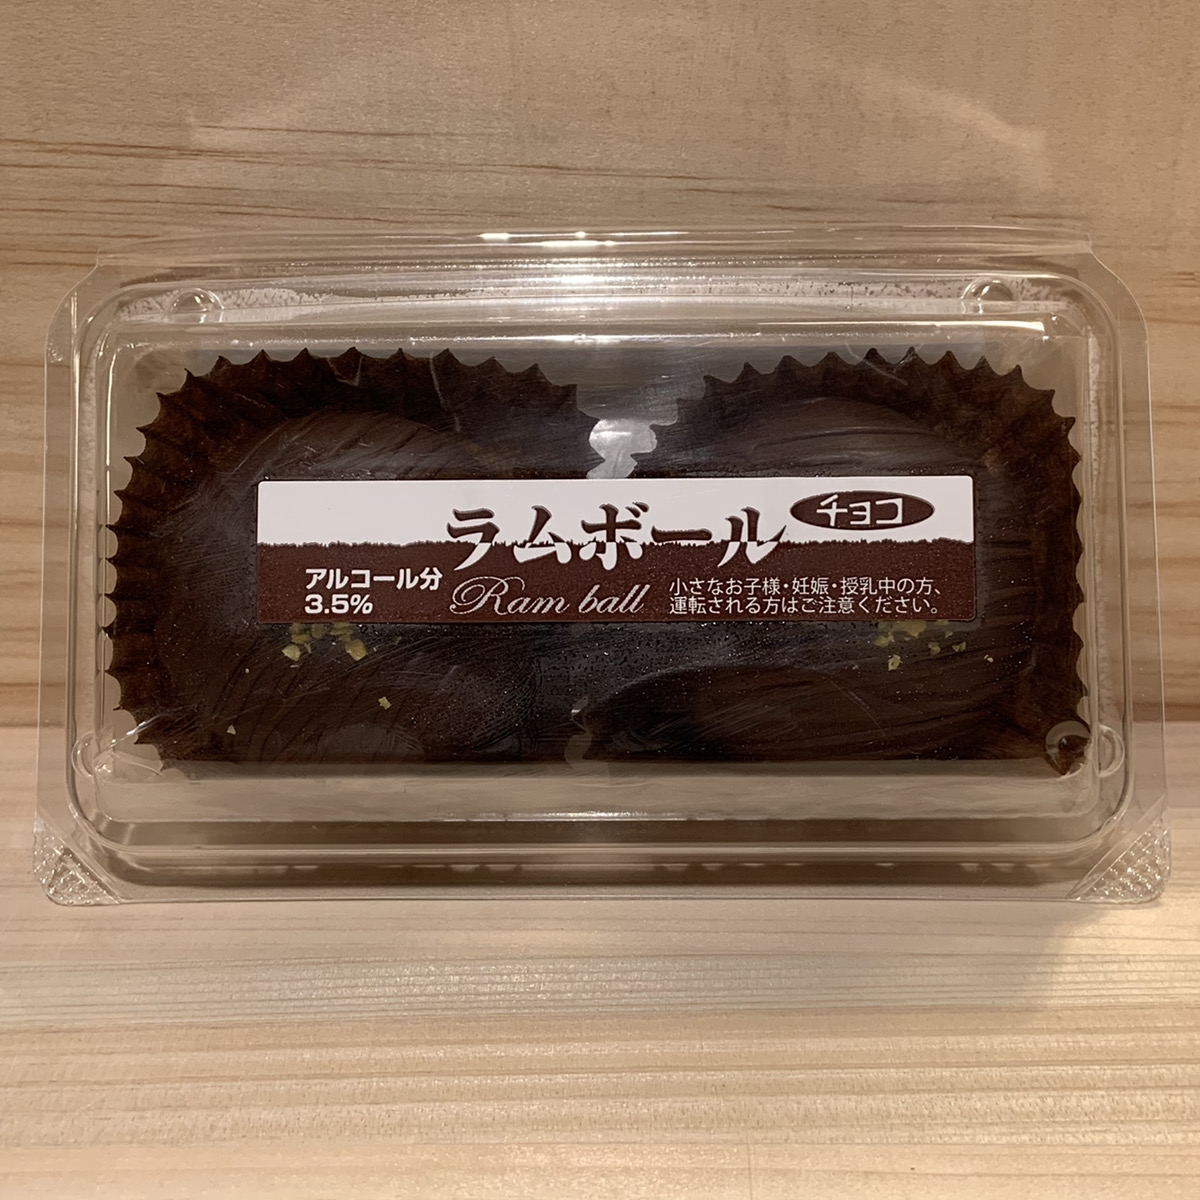 ラムボール チョコ
アルコール分
3.5%
Ram ball
小さなお子様・妊娠・授乳中の方、
運転される方はご注意ください。